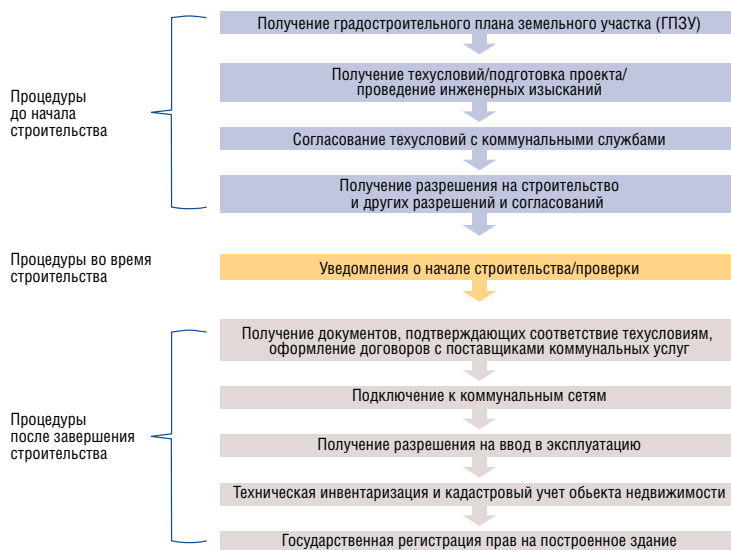 Процедуры
до начала
строительства
Получение градостроительного плана земельного участка (ГПЗУ)
Получение техусловий/подготовка проекта/
проведение инженерных изысканий
Согласование техусловий с коммунальными службами
Получение разрешения на строительство
и других разрешений и согласований
Процедуры во время
строительства
Уведомления о начале строительства/проверки
Процедуры
после завершения
строительства
Получение документов, подтверждающих соответствие техусловиям,
оформление договоров с поставщиками коммунальных услуг
Подключение к коммунальным сетям
Получение разрешения на ввод в эксплуатацию
Техническая инвентаризация и кадастровый учет обьекта недвижимости
Государственная регистрация прав на построенное здание